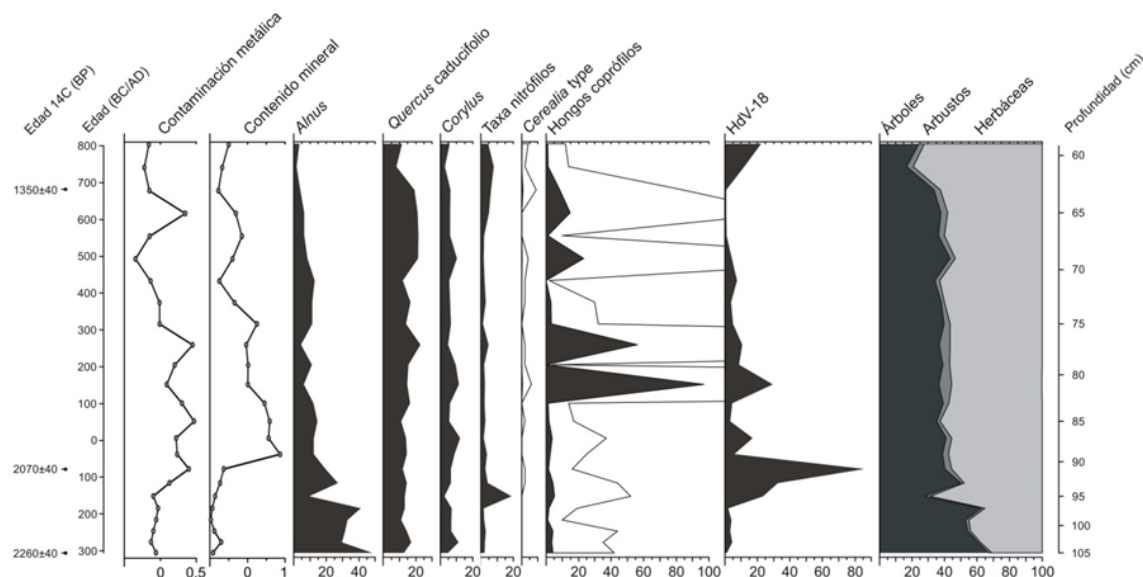 Edad 14C (BP)
Edad (BC/AD)
Contaminación metálica
Contenido mineral
Alnus
Quercus caducifolio
Corylus
Taxa nitrófilos
Cerealia type
Hongos coprófilos
HdV-18
Árboles
Arbustos
Herbáceas
Profundidad (cm)
800
700
600
500
400
300
200
100
0
100
200
300
1350±40
2070±40
2260±40
60
65
70
75
80
85
90
95
100
105
0 0.5
0 1
20 40
20
20
20
20 40 60 80 100
20 40 60 80
20 40 60 80 100